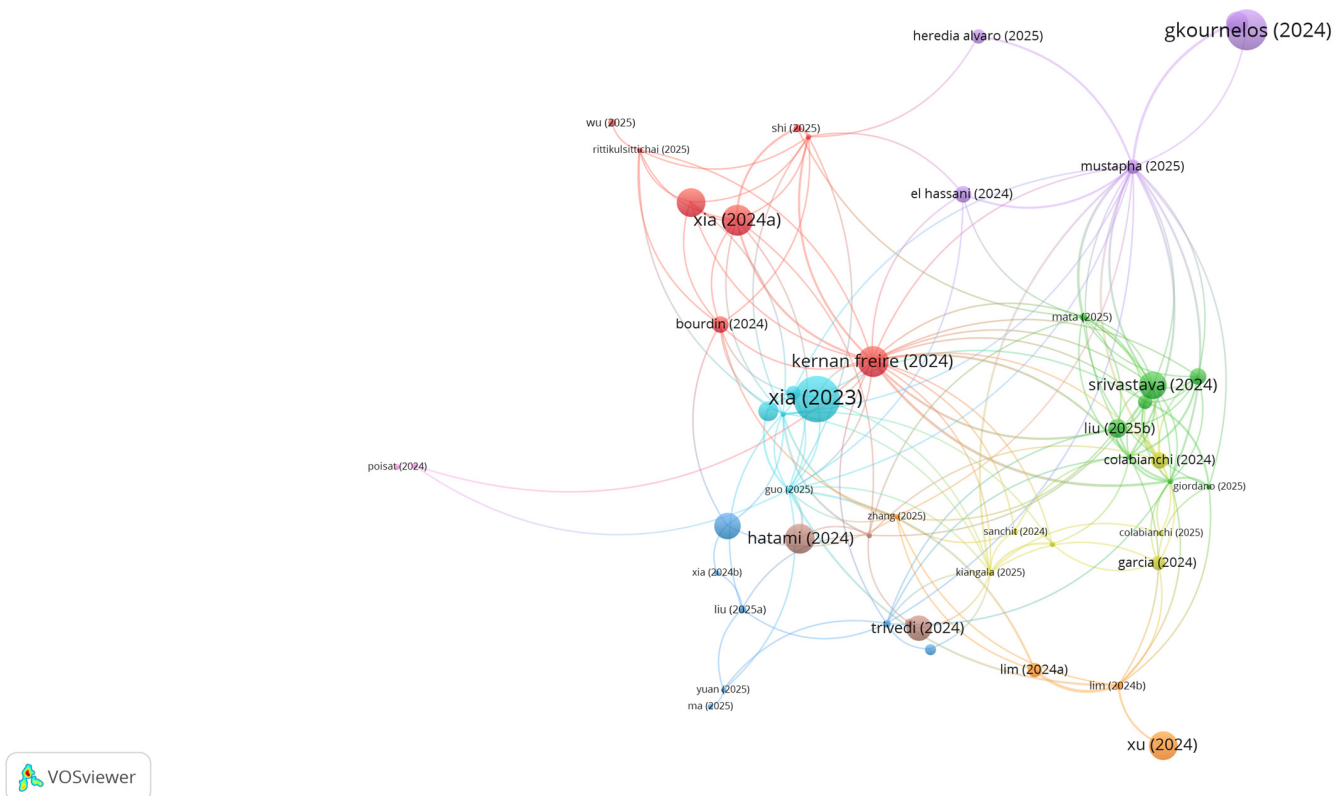 gkournelos (2024)
heredia alvaro (2025)
wu (2025)
shi (2025)
rittikulsittichai (2025)
mustapha (2025)
el hassani (2024)
xia (2024a)
mata (2025)
bourdin (2024)
kernan freire (2024)
srivastava (2024)
xia (2023)
liu (2025b)
colabianchi (2024)
poisat (2024)
giordano (2025)
guo (2025)
zhang (2025)
sanchit (2024)
colabianchi (2025)
hatami (2024)
garcia (2024)
xia (2024b)
kiangala (2025)
liu (2025a)
trivedi (2024)
lim (2024a)
lim (2024b)
yuan (2025)
ma (2025)
xu (2024)
VOSviewer